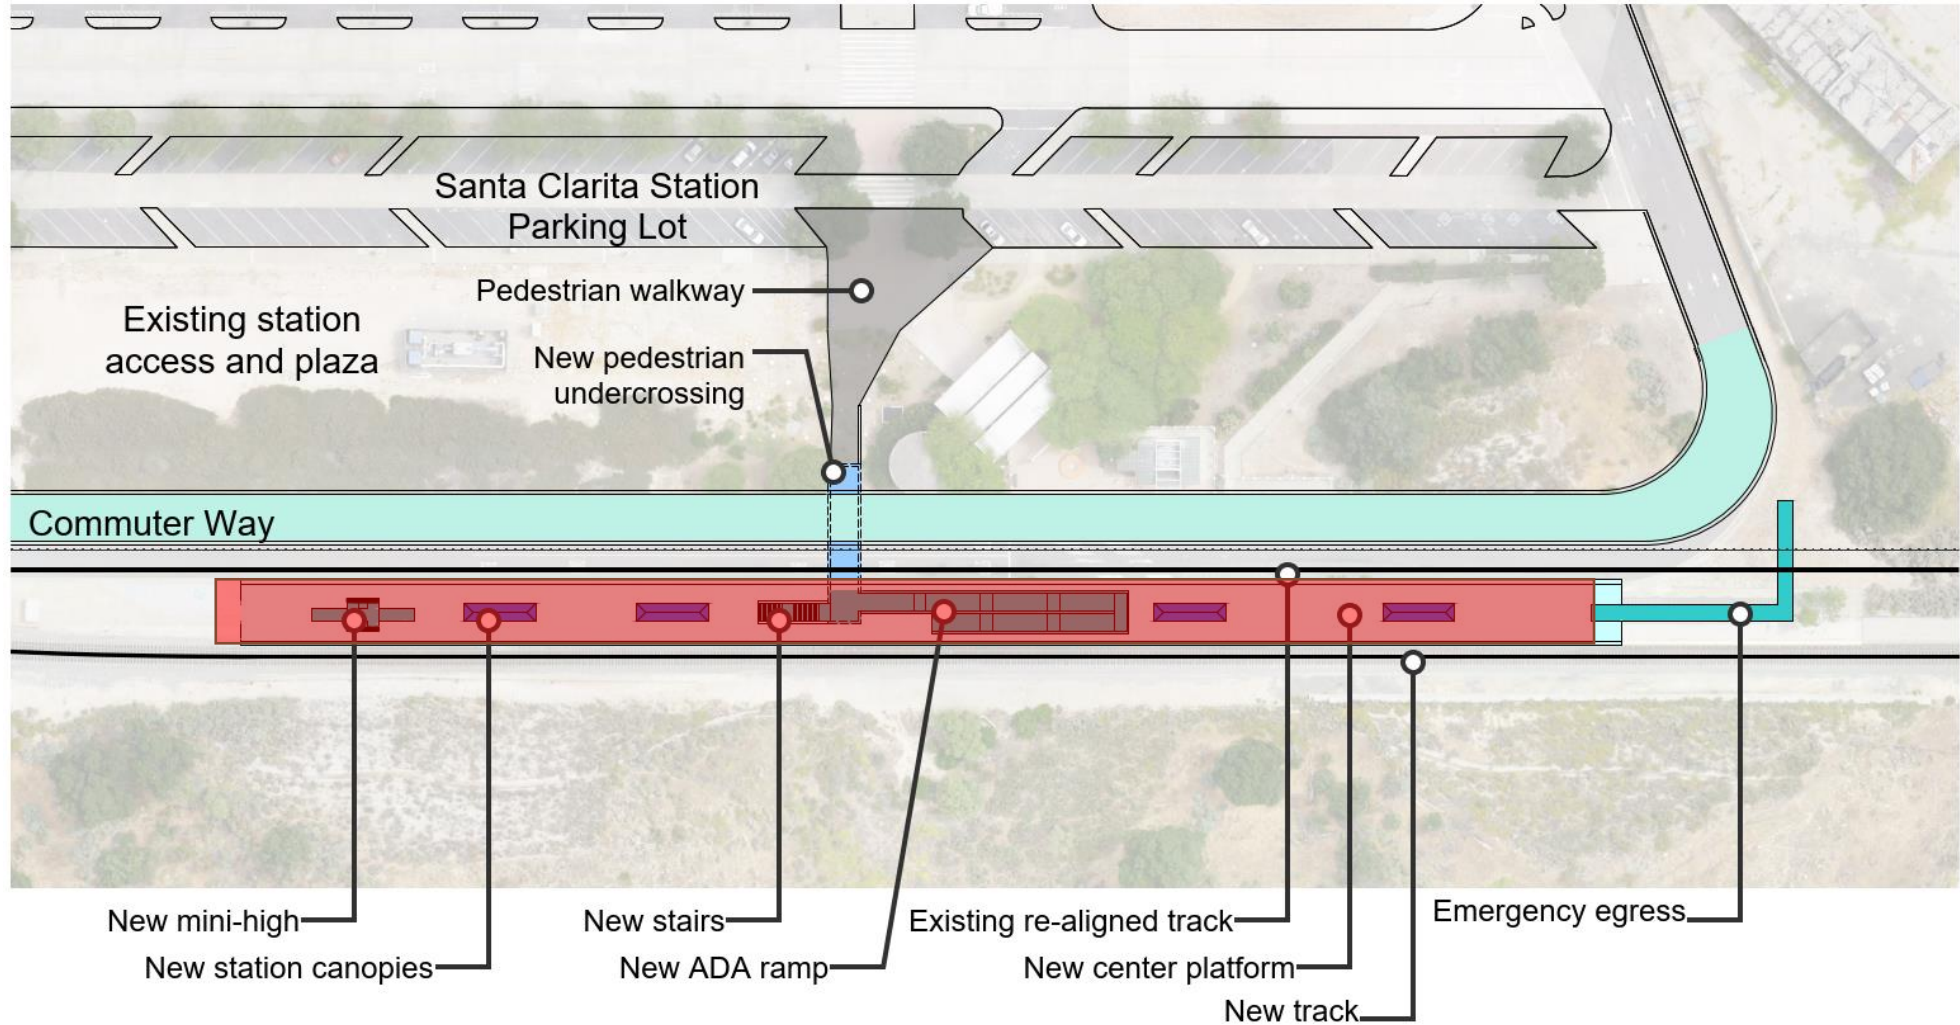 Santa Clarita Station
Parking Lot
Pedestrian walkway
Existing station
access and plaza
New pedestrian
undercrossing
Commuter Way
New mini-high
New station canopies
New stairs
New ADA ramp
Existing re-aligned track
New center platform
New track
Emergency egress